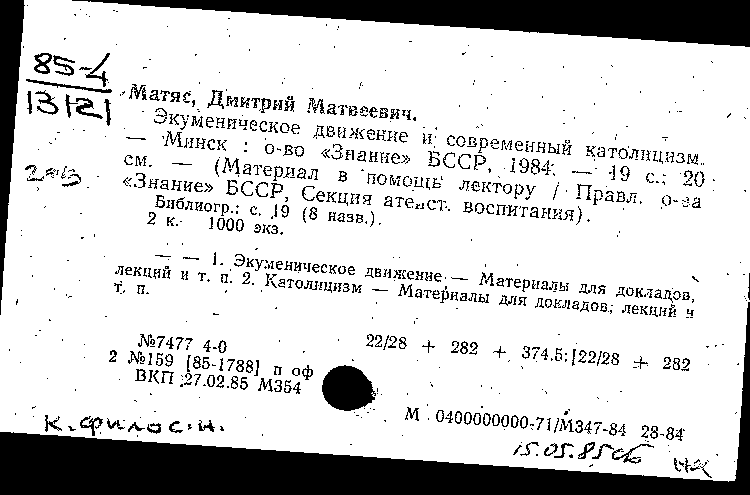 85-4
13121
Матяс, Дмитрий Матвеевич.
Экуменическое движение и современный католицизм.
— Минск : о-во «Знание» БССР, 1984. — 19 с.; 20
см. — (Материал в помощь лектору / Правл. о-ва
«Знание» БССР, Секция атеист. воспитания).
Библиогр.: с. 19 (8 назв.).
2 к. 1000 экз.
— — 1. Экуменическое движение — Материалы для докладов,
лекций и т. п. 2. Католицизм — Материалы для докладов, лекций и
т. п.
22/28 + 282 + 374.5:[22/28 + 282
№7477 4-0
2 №159 [85-1788] п оф
ВКП 27.02.85 М354
М 0400000000-71/М347-84 28-84
к. филос. н.
15.05.85